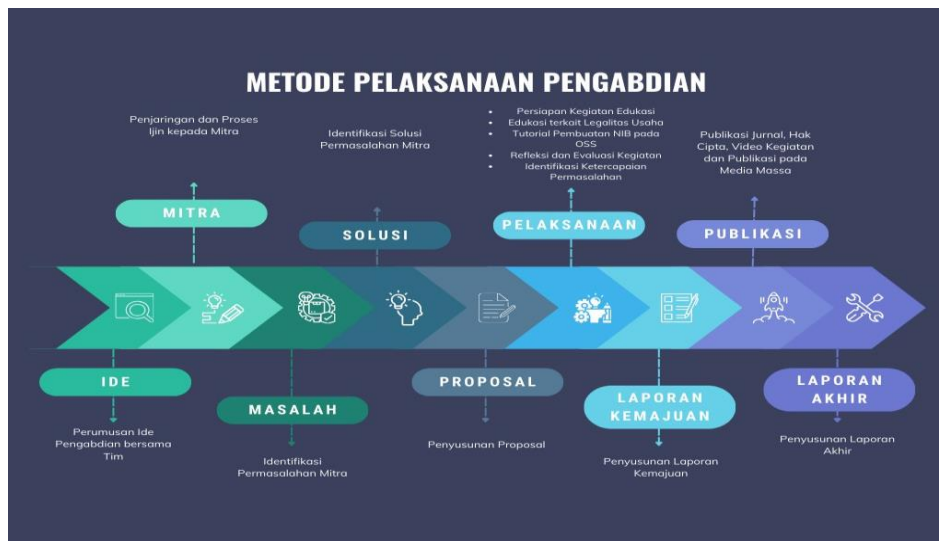 METODE PELAKSANAAN PENGABDIAN
Penjaringan dan Proses
Ijin kepada Mitra
MITRA
Identifikasi Solusi
Permasalahan Mitra
SOLUSI
• Persiapan Kegiatan Edukasi
• Edukasi terkait Legalitas Usaha
• Tutorial Pembuatan NIB pada
OSS
• Refleksi dan Evaluasi Kegiatan
• Identifikasi Ketercapaian
Permasalahan
PELAKSANAAN
Publikasi Jurnal, Hak
Cipta, Video Kegiatan
dan Publikasi pada
Media Massa
PUBLIKASI
IDE
Perumusan Ide
Pengabdian bersama
Tim
MASALAH
Identifikasi
Permasalahan Mitra
PROPOSAL
Penyusunan Proposal
LAPORAN
KEMAJUAN
Penyusunan Laporan
Kemajuan
LAPORAN
AKHIR
Penyusunan Laporan
Akhir